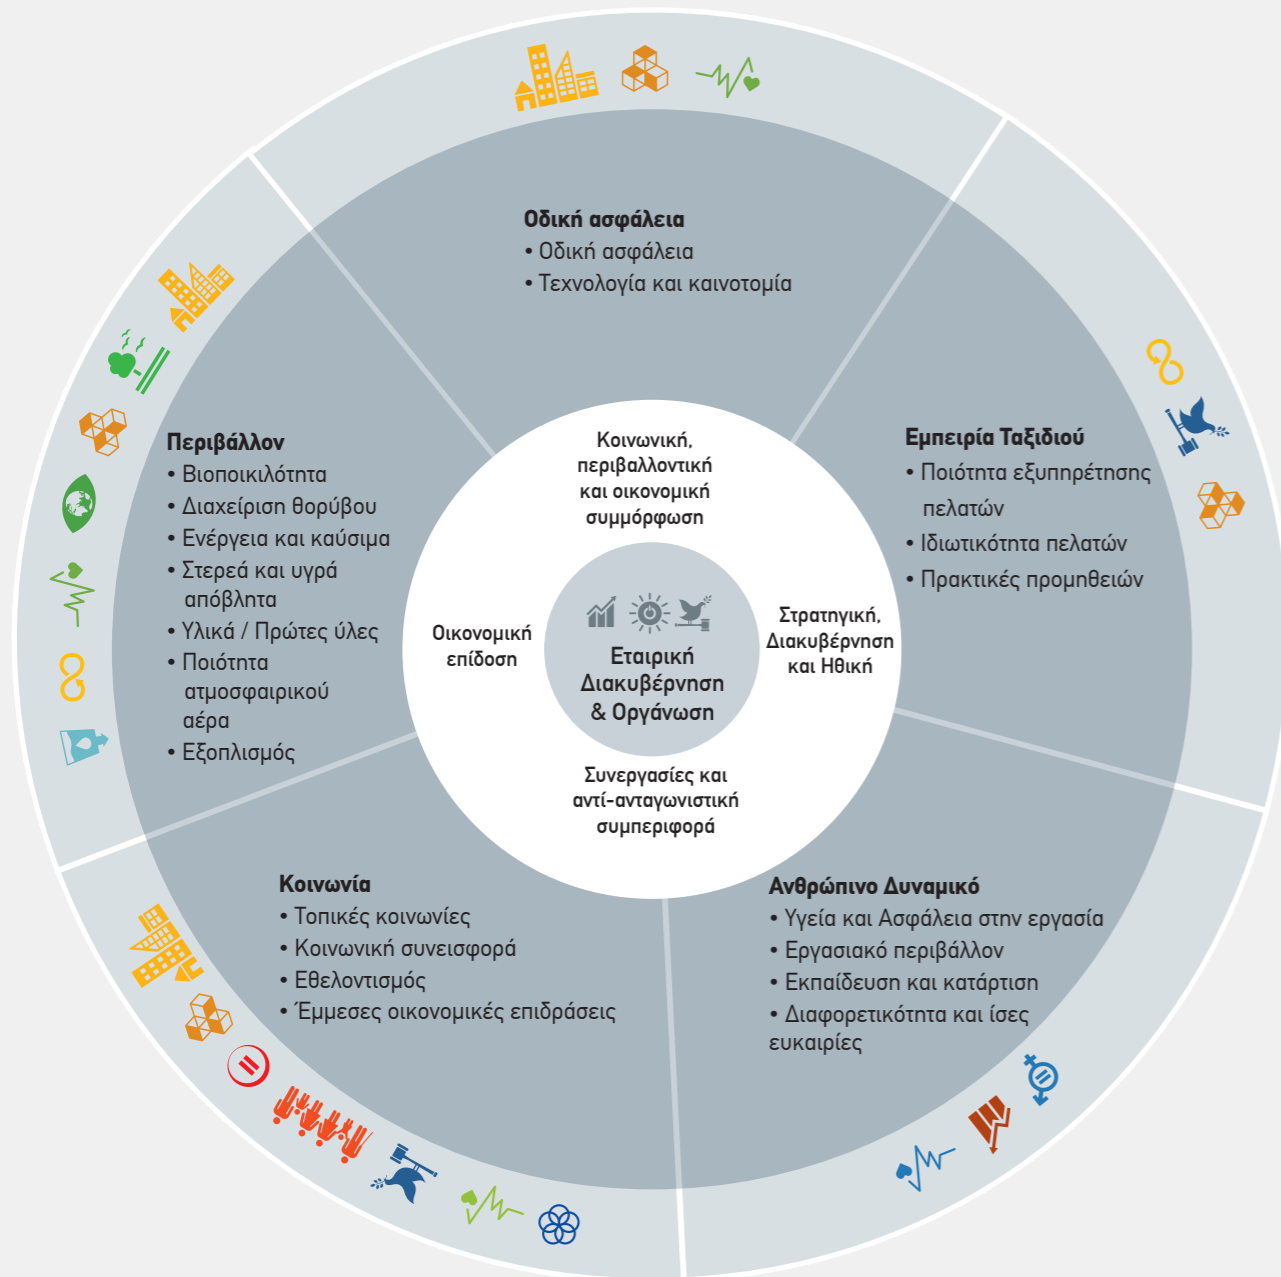 Οδική ασφάλεια
• Οδική ασφάλεια
• Τεχνολογία και καινοτομία
Εμπειρία Ταξιδιού
• Ποιότητα εξυπηρέτησης
πελατών
• Ιδιωτικότητα πελατών
• Πρακτικές προμηθειών
Περιβάλλον
• Βιοποικιλότητα
• Διαχείριση θορύβου
• Ενέργεια και καύσιμα
• Στερεά και υγρά
απόβλητα
• Υλικά / Πρώτες ύλες
• Ποιότητα
ατμοσφαιρικού
αέρα
• Εξοπλισμός
Κοινωνική,
περιβαλλοντική
και οικονομική
συμμόρφωση
Οικονομική
επίδοση
Εταιρική
Διακυβέρνηση
& Οργάνωση
Στρατηγική,
Διακυβέρνηση
και Ηθική
Συνεργασίες και
αντί-ανταγωνιστική
συμπεριφορά
Κοινωνία
• Τοπικές κοινωνίες
• Κοινωνική συνεισφορά
• Εθελοντισμός
• Έμμεσες οικονομικές επιδράσεις
Ανθρώπινο Δυναμικό
• Υγεία και Ασφάλεια στην εργασία
• Εργασιακό περιβάλλον
• Εκπαίδευση και κατάρτιση
• Διαφορετικότητα και ίσες
ευκαιρίες